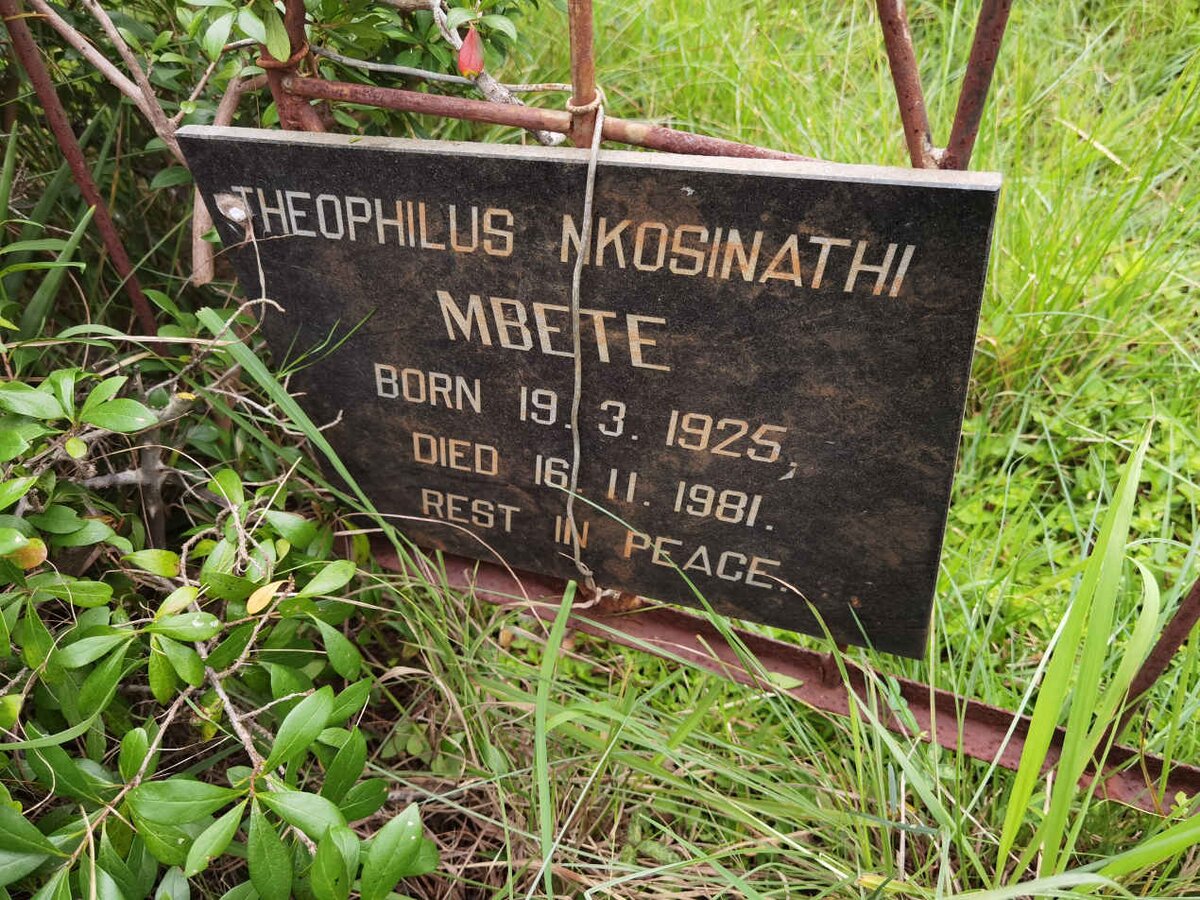 THEOPHILUS NKOSINATHI
MBETE
BORN 19. 3. 1925,
DIED 16. 11. 1981.
REST IN PEACE.